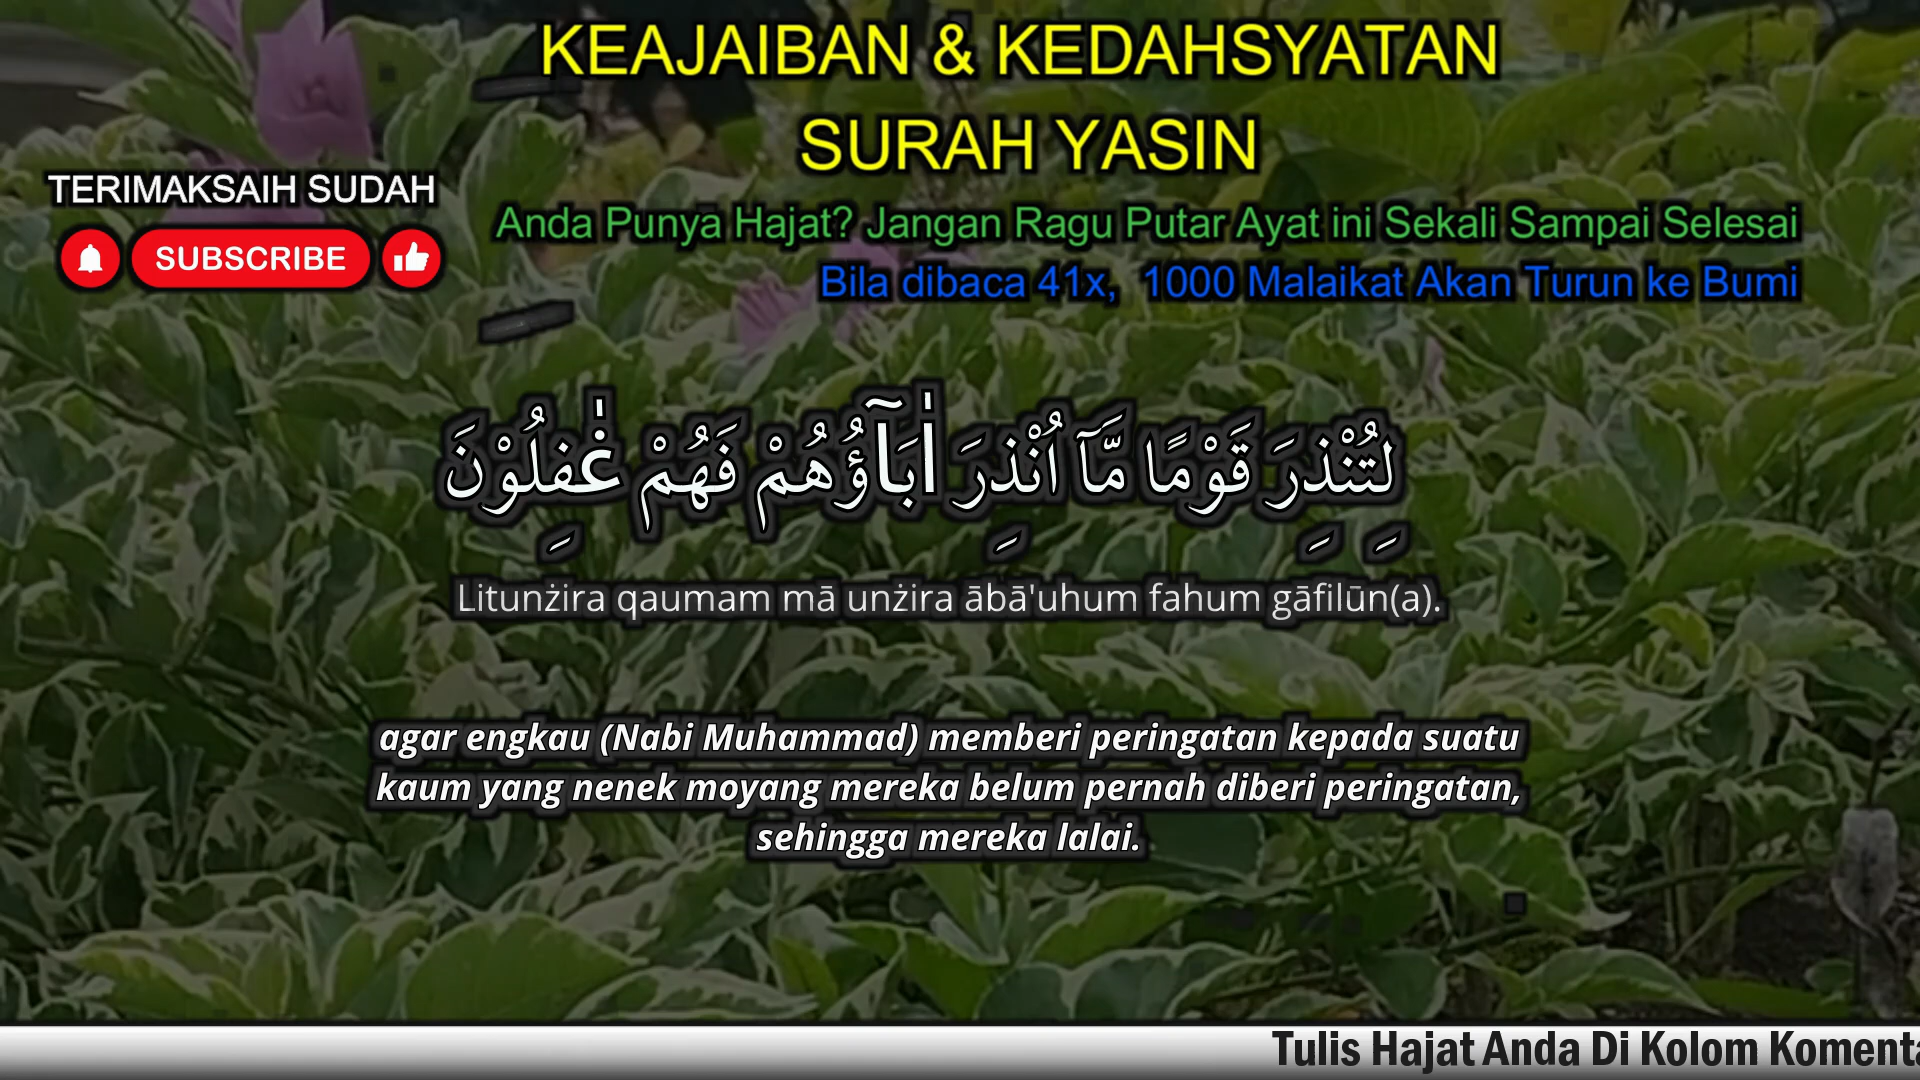 KEAJAIBAN & KEDAHSYATAN
SURAH YASIN
TERIMAKSAIH SUDAH
SUBSCRIBE
Anda Punya Hajat? Jangan Ragu Putar Ayat ini Sekali Sampai Selesai
Bila dibaca 41x, 1000 Malaikat Akan Turun ke Bumi
لِتُنْذِرَ قَوْمًا مَّآ اُنْذِرَ اٰبَاۤؤُهُمْ فَهُمْ غٰفِلُوْنَ
Litunżira qaumam mā unżira ābā'uhum fahum gāfilūn(a).
agar engkau (Nabi Muhammad) memberi peringatan kepada suatu
kaum yang nenek moyang mereka belum pernah diberi peringatan,
sehingga mereka lalai.
Tulis Hajat Anda Di Kolom Komenta